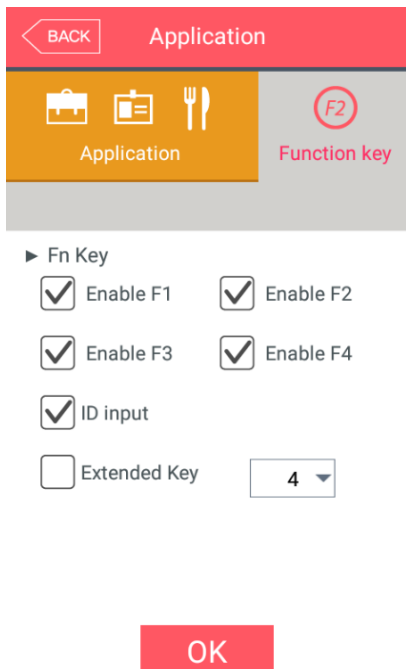 BACK Application
F2
Application Function key
► Fn Key
Enable F1 Enable F2
Enable F3 Enable F4
ID input
Extended Key 4
OK